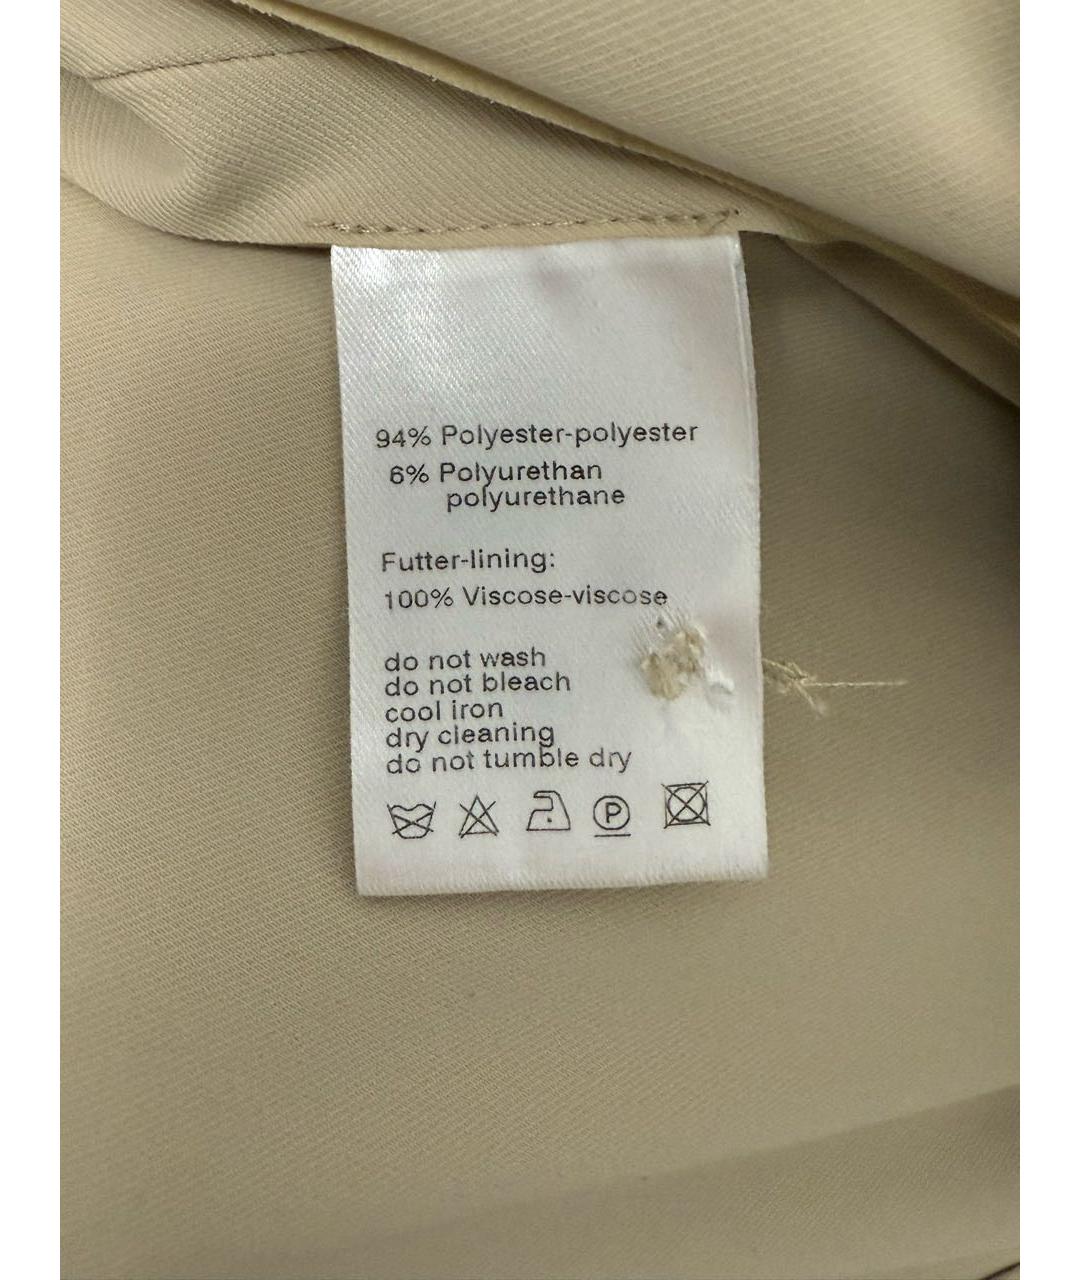 94% Polyester-polyester
6% Polyurethan
polyurethane
Futter-lining:
100% Viscose-viscose
do not wash
do not bleach
cool iron
dry cleaning
do not tumble dry
P